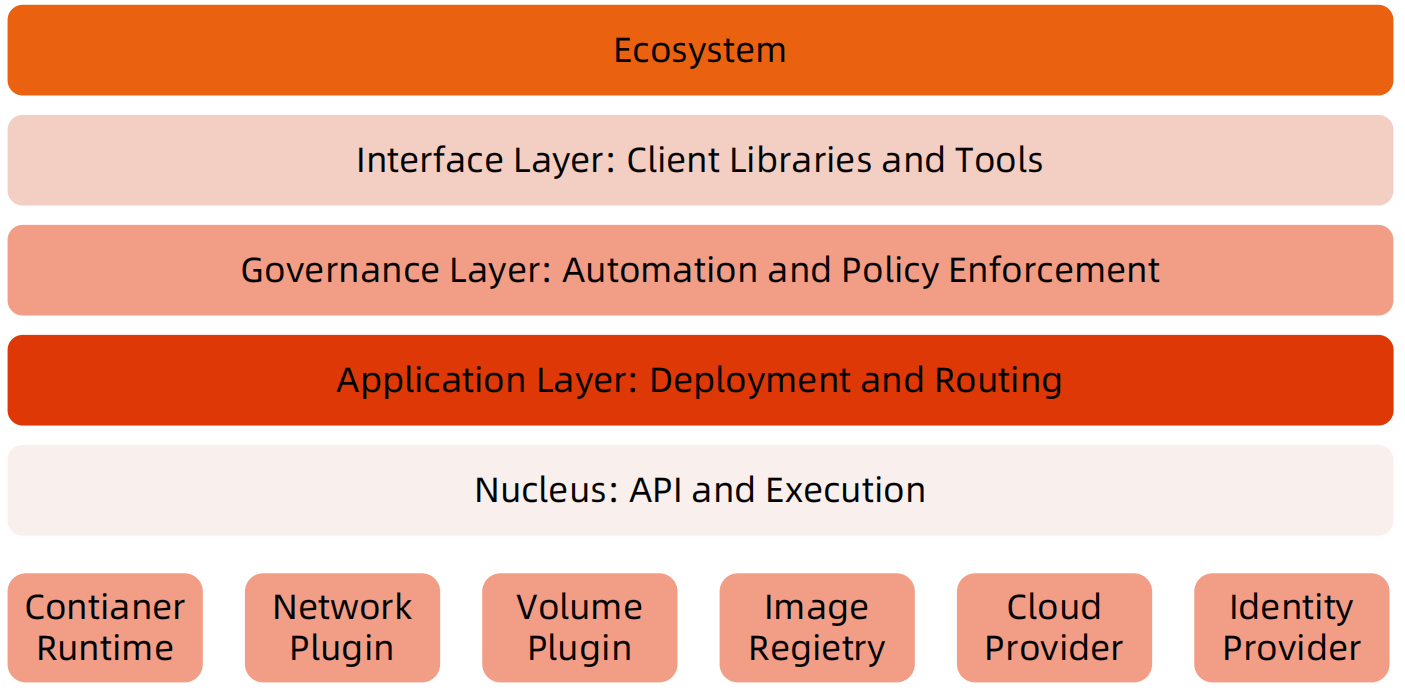 Ecosystem
Interface Layer: Client Libraries and Tools
Governance Layer: Automation and Policy Enforcement
Application Layer: Deployment and Routing
Nucleus: API and Execution
Contianer
Runtime
Network
Plugin
Volume
Plugin
Image
Registry
Cloud
Provider
Identity
Provider